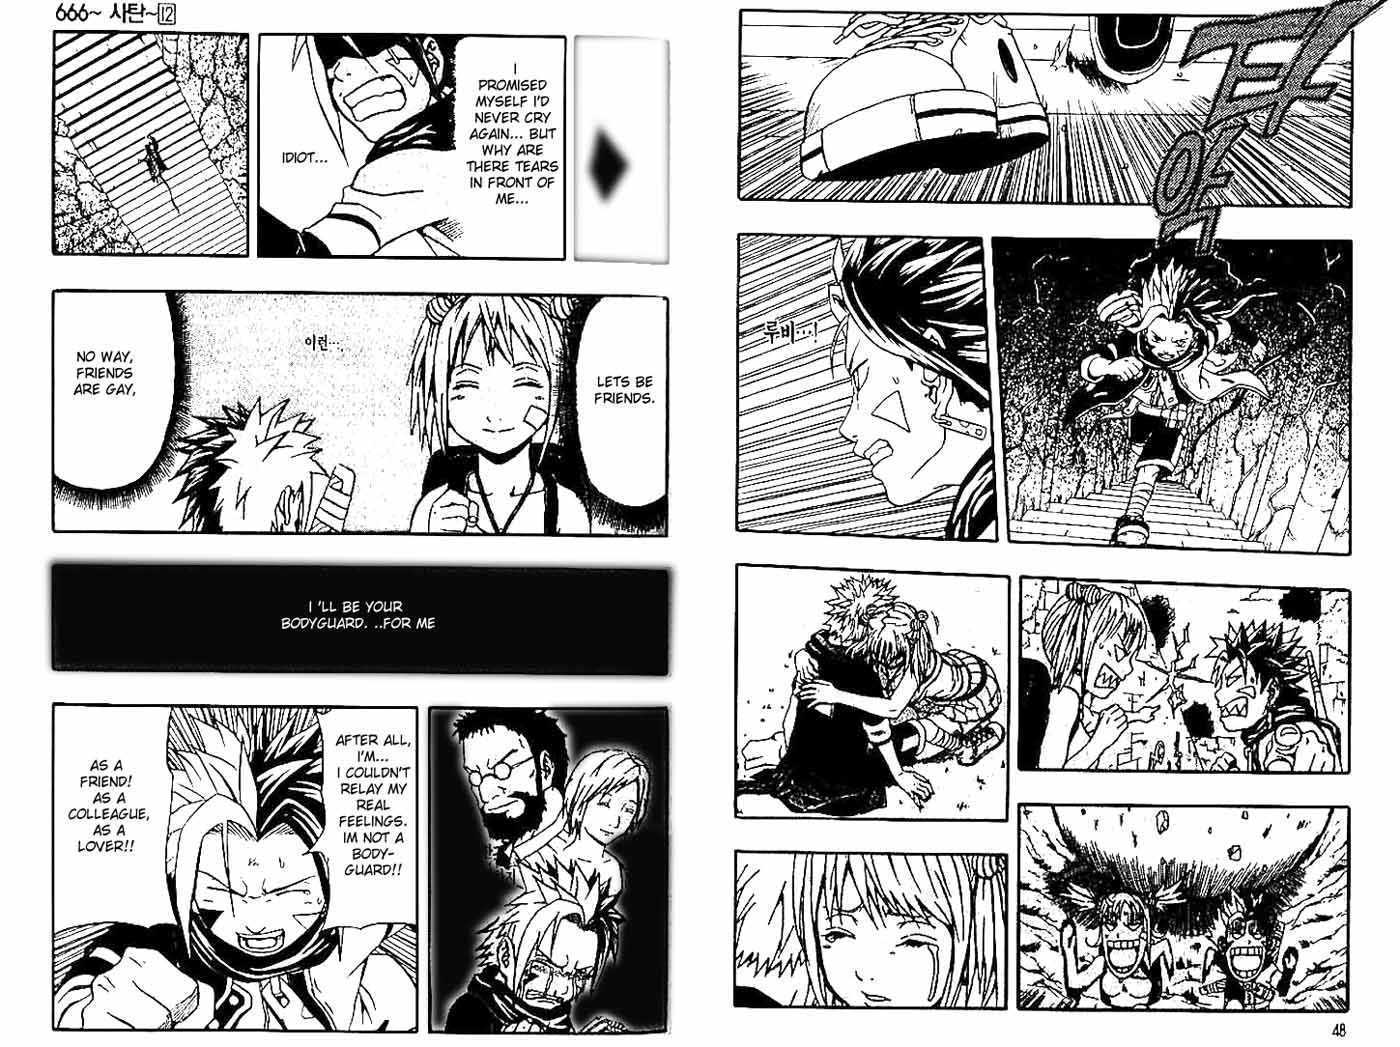 타악
루비…!
48
666~ 사탄~12
I
PROMISED
MYSELF I'D
NEVER CRY
AGAIN... BUT
WHY ARE
THERE TEARS
IN FRONT OF
ME...
IDIOT...
LETS BE
FRIENDS.
이런…
NO WAY,
FRIENDS
ARE GAY,
I 'LL BE YOUR
BODYGUARD. ..FOR ME
AFTER ALL,
I'M...
I COULDN'T
RELAY MY
REAL
FEELINGS.
IM NOT A
BODY-
GUARD!!
AS A
FRIEND!
AS A
COLLEAGUE,
AS A
LOVER!!